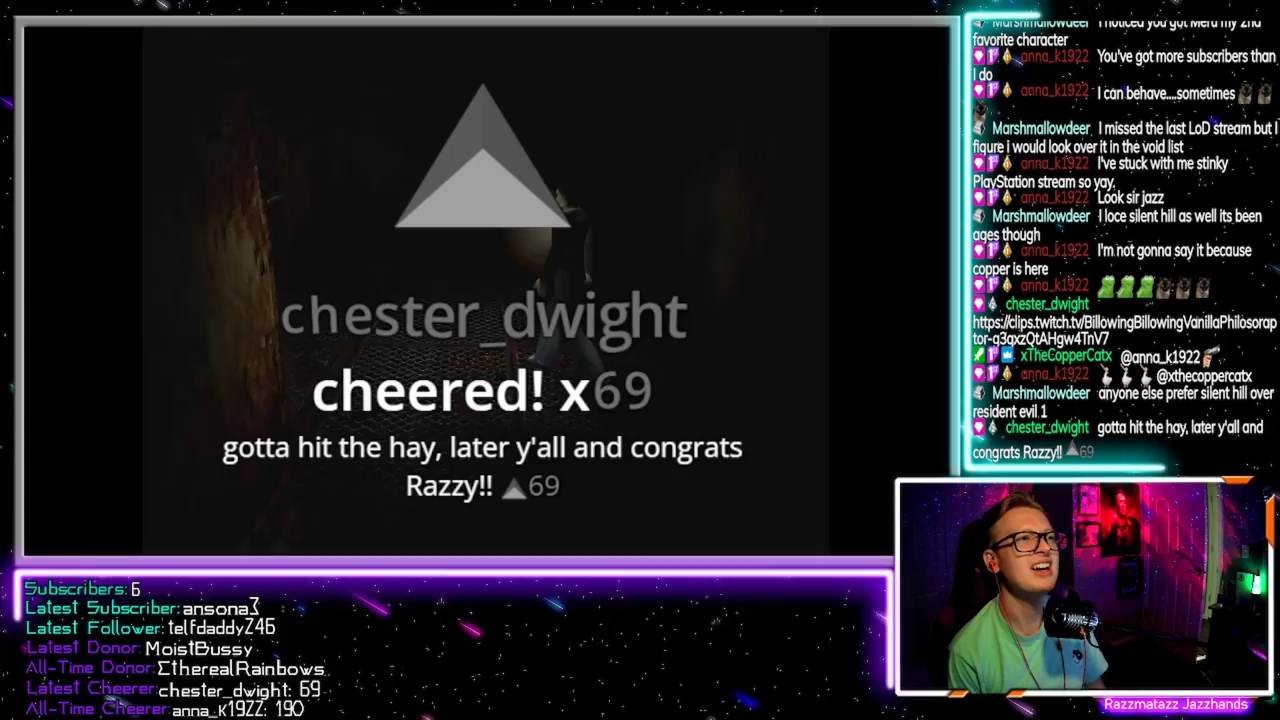 chester_dwight
cheered! x69
gotta hit the hay, later y'all and congrats
Razzy!! 69
Marshmallowdeer I noticed you got Meru my 2nd
favorite character
anna_k1922 You've got more subscribers than
I do
anna_k1922 I can behave....sometimes
Marshmallowdeer I missed the last LoD stream but I
figure i would look over it in the void list
anna_k1922 I've stuck with me stinky
PlayStation stream so yay.
anna_k1922 Look sir jazz
Marshmallowdeer I loce silent hill as well its been
ages though
anna_k1922 I'm not gonna say it because
copper is here
anna_k1922
chester_dwight
https://clips.twitch.tv/BillowingBillowingVanillaPhilosorap
tor-q3qxzQtAHgw4TnV7
xTheCopperCatx @anna_k1922
anna_k1922 @xthecoppercatx
Marshmallowdeer anyone else prefer silent hill over
resident evil 1
chester_dwight gotta hit the hay, later y'all and
congrats Razzy!! 69
Subscribers: 6
Latest Subscriber: ansona3
Latest Follower: telfdaddy246
Latest Donor: MoistBussy
All-Time Donor: EtherealRainbows
Latest Cheerer: chester_dwight: 69
All-Time Cheerer: anna_k1922: 190
Razzmatazz Jazzhands